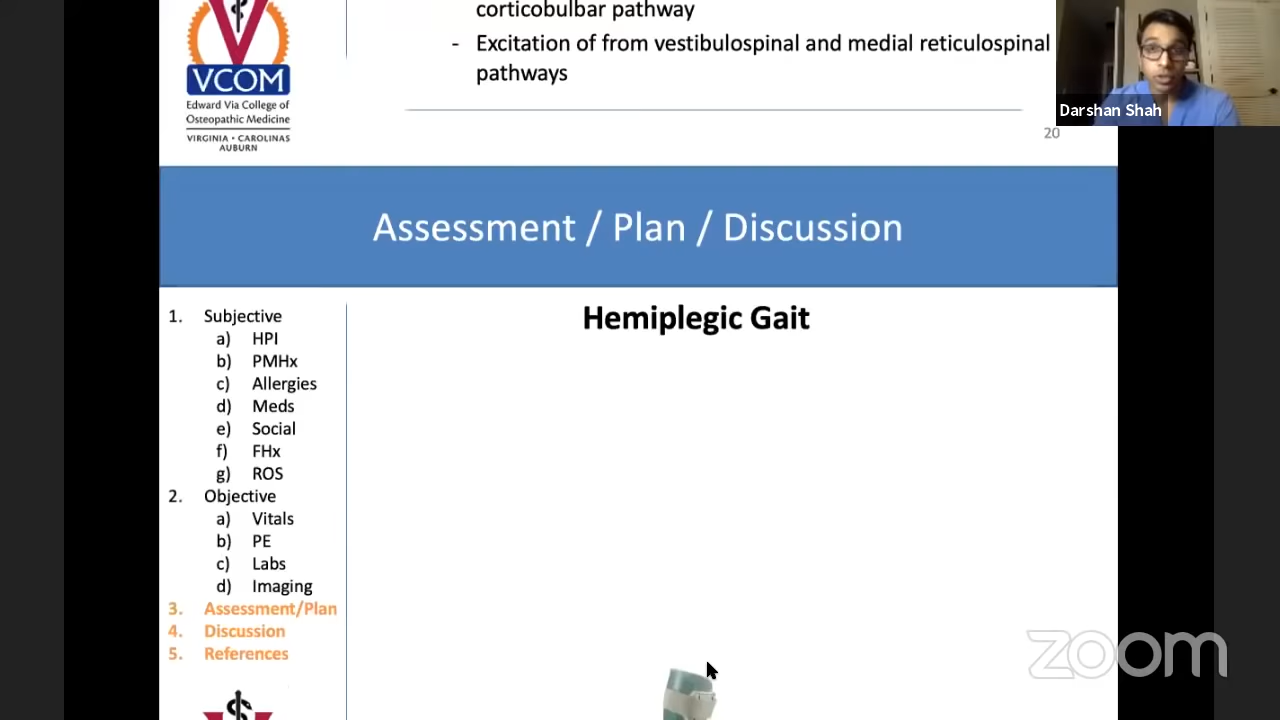 corticobulbar pathway
- Excitation of from vestibulospinal and medial reticulospinal
pathways
VCOM
Edward Via College of
Osteopathic Medicine
VIRGINIA • CAROLINAS
AUBURN
Darshan Shah
20
Assessment / Plan / Discussion
1. Subjective
a) HPI
b) PMHx
c) Allergies
d) Meds
e) Social
f) FHx
g) ROS
2. Objective
a) Vitals
b) PE
c) Labs
d) Imaging
3. Assessment/Plan
4. Discussion
5. References
Hemiplegic Gait
zoom